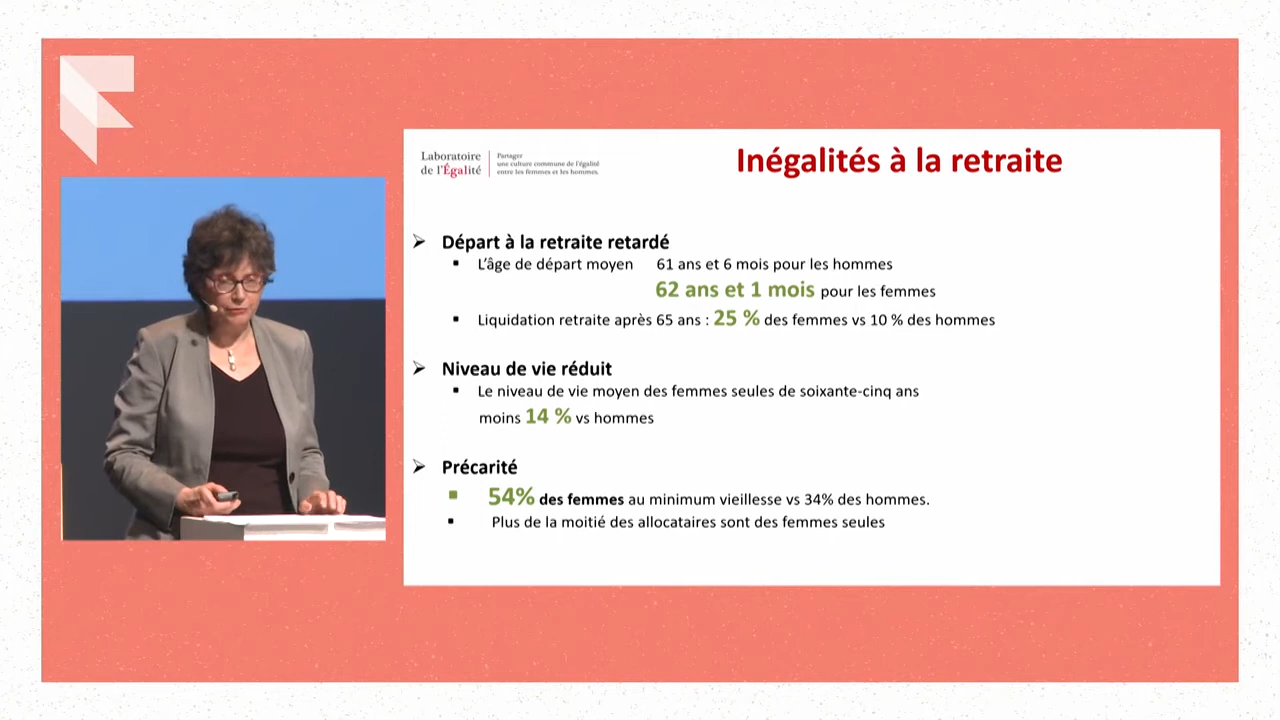 Laboratoire
de l'Égalité
Partager
une culture commune de l'égalité
entre les femmes et les hommes.
Inégalités à la retraite
Départ à la retraite retardé
L'âge de départ moyen 61 ans et 6 mois pour les hommes
62 ans et 1 mois pour les femmes
Liquidation retraite après 65 ans : 25 % des femmes vs 10 % des hommes
Niveau de vie réduit
Le niveau de vie moyen des femmes seules de soixante-cinq ans
moins 14 % vs hommes
Précarité
54% des femmes au minimum vieillesse vs 34% des hommes.
Plus de la moitié des allocataires sont des femmes seules